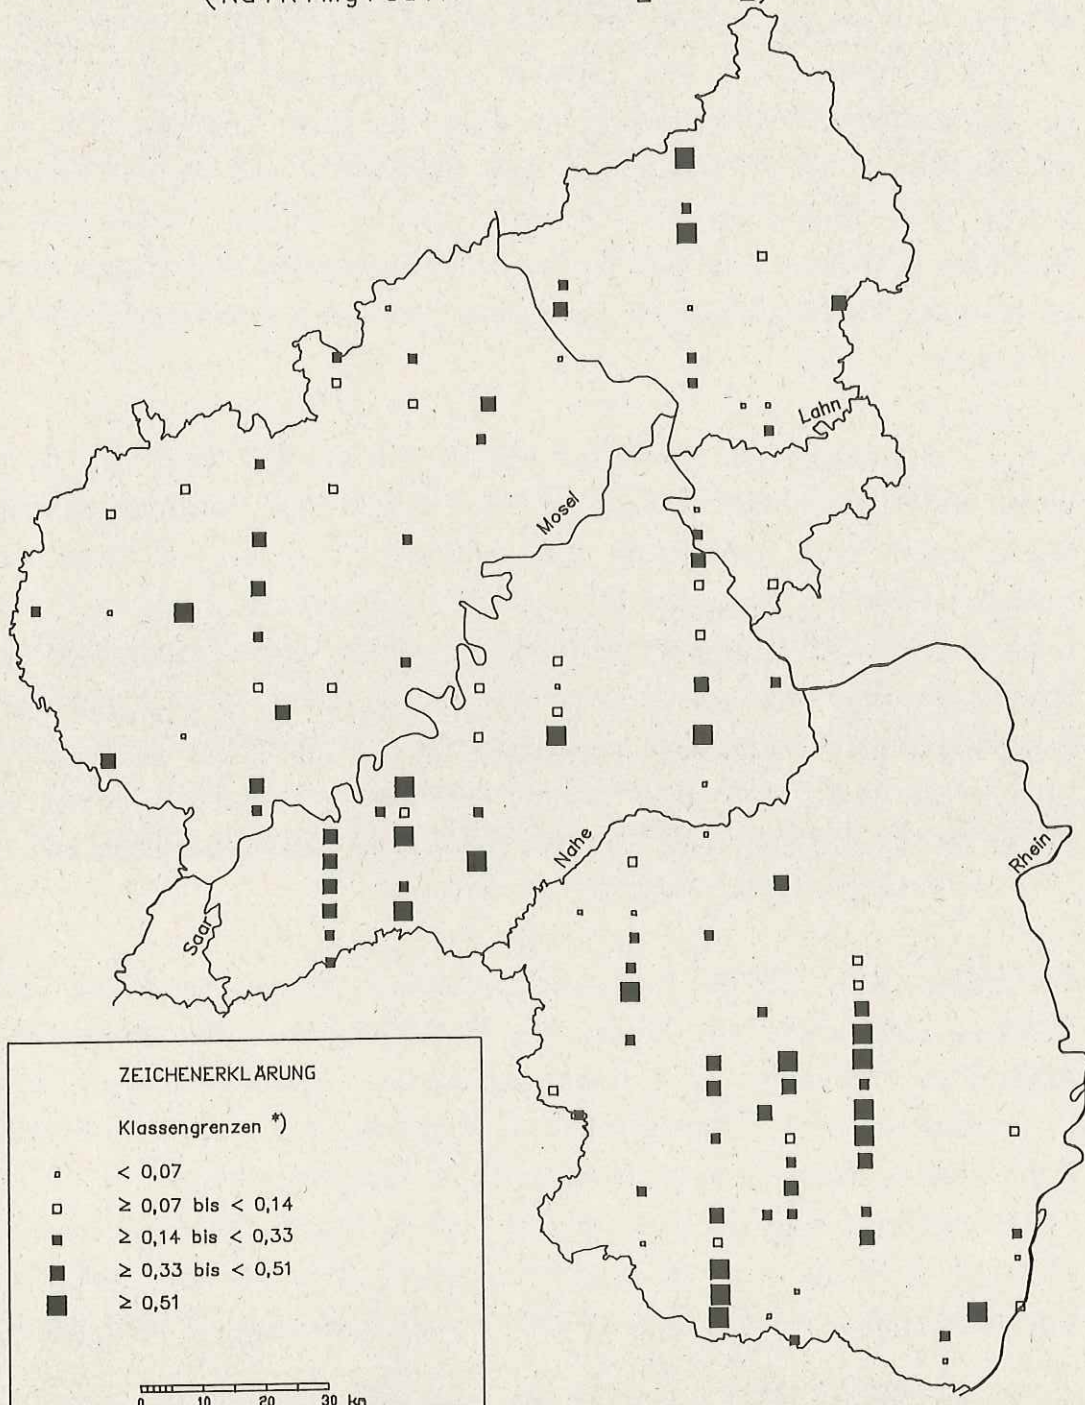 Lahn
Mosel
Nahe
Rhein
Saar
ZEICHENERKLÄRUNG
Klassengrenzen *)
< 0,07
≥ 0,07 bis < 0,14
≥ 0,14 bis < 0,33
≥ 0,33 bis < 0,51
≥ 0,51
0 10 20 30 km